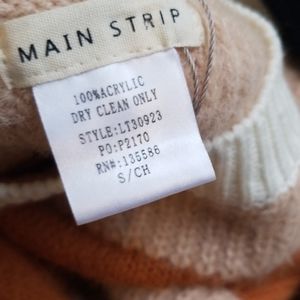 MAIN STRIP
100%ACRYLIC
DRY CLEAN ONLY
STYLE:LT30923
PO:P2170
RN#:135586
S/CH